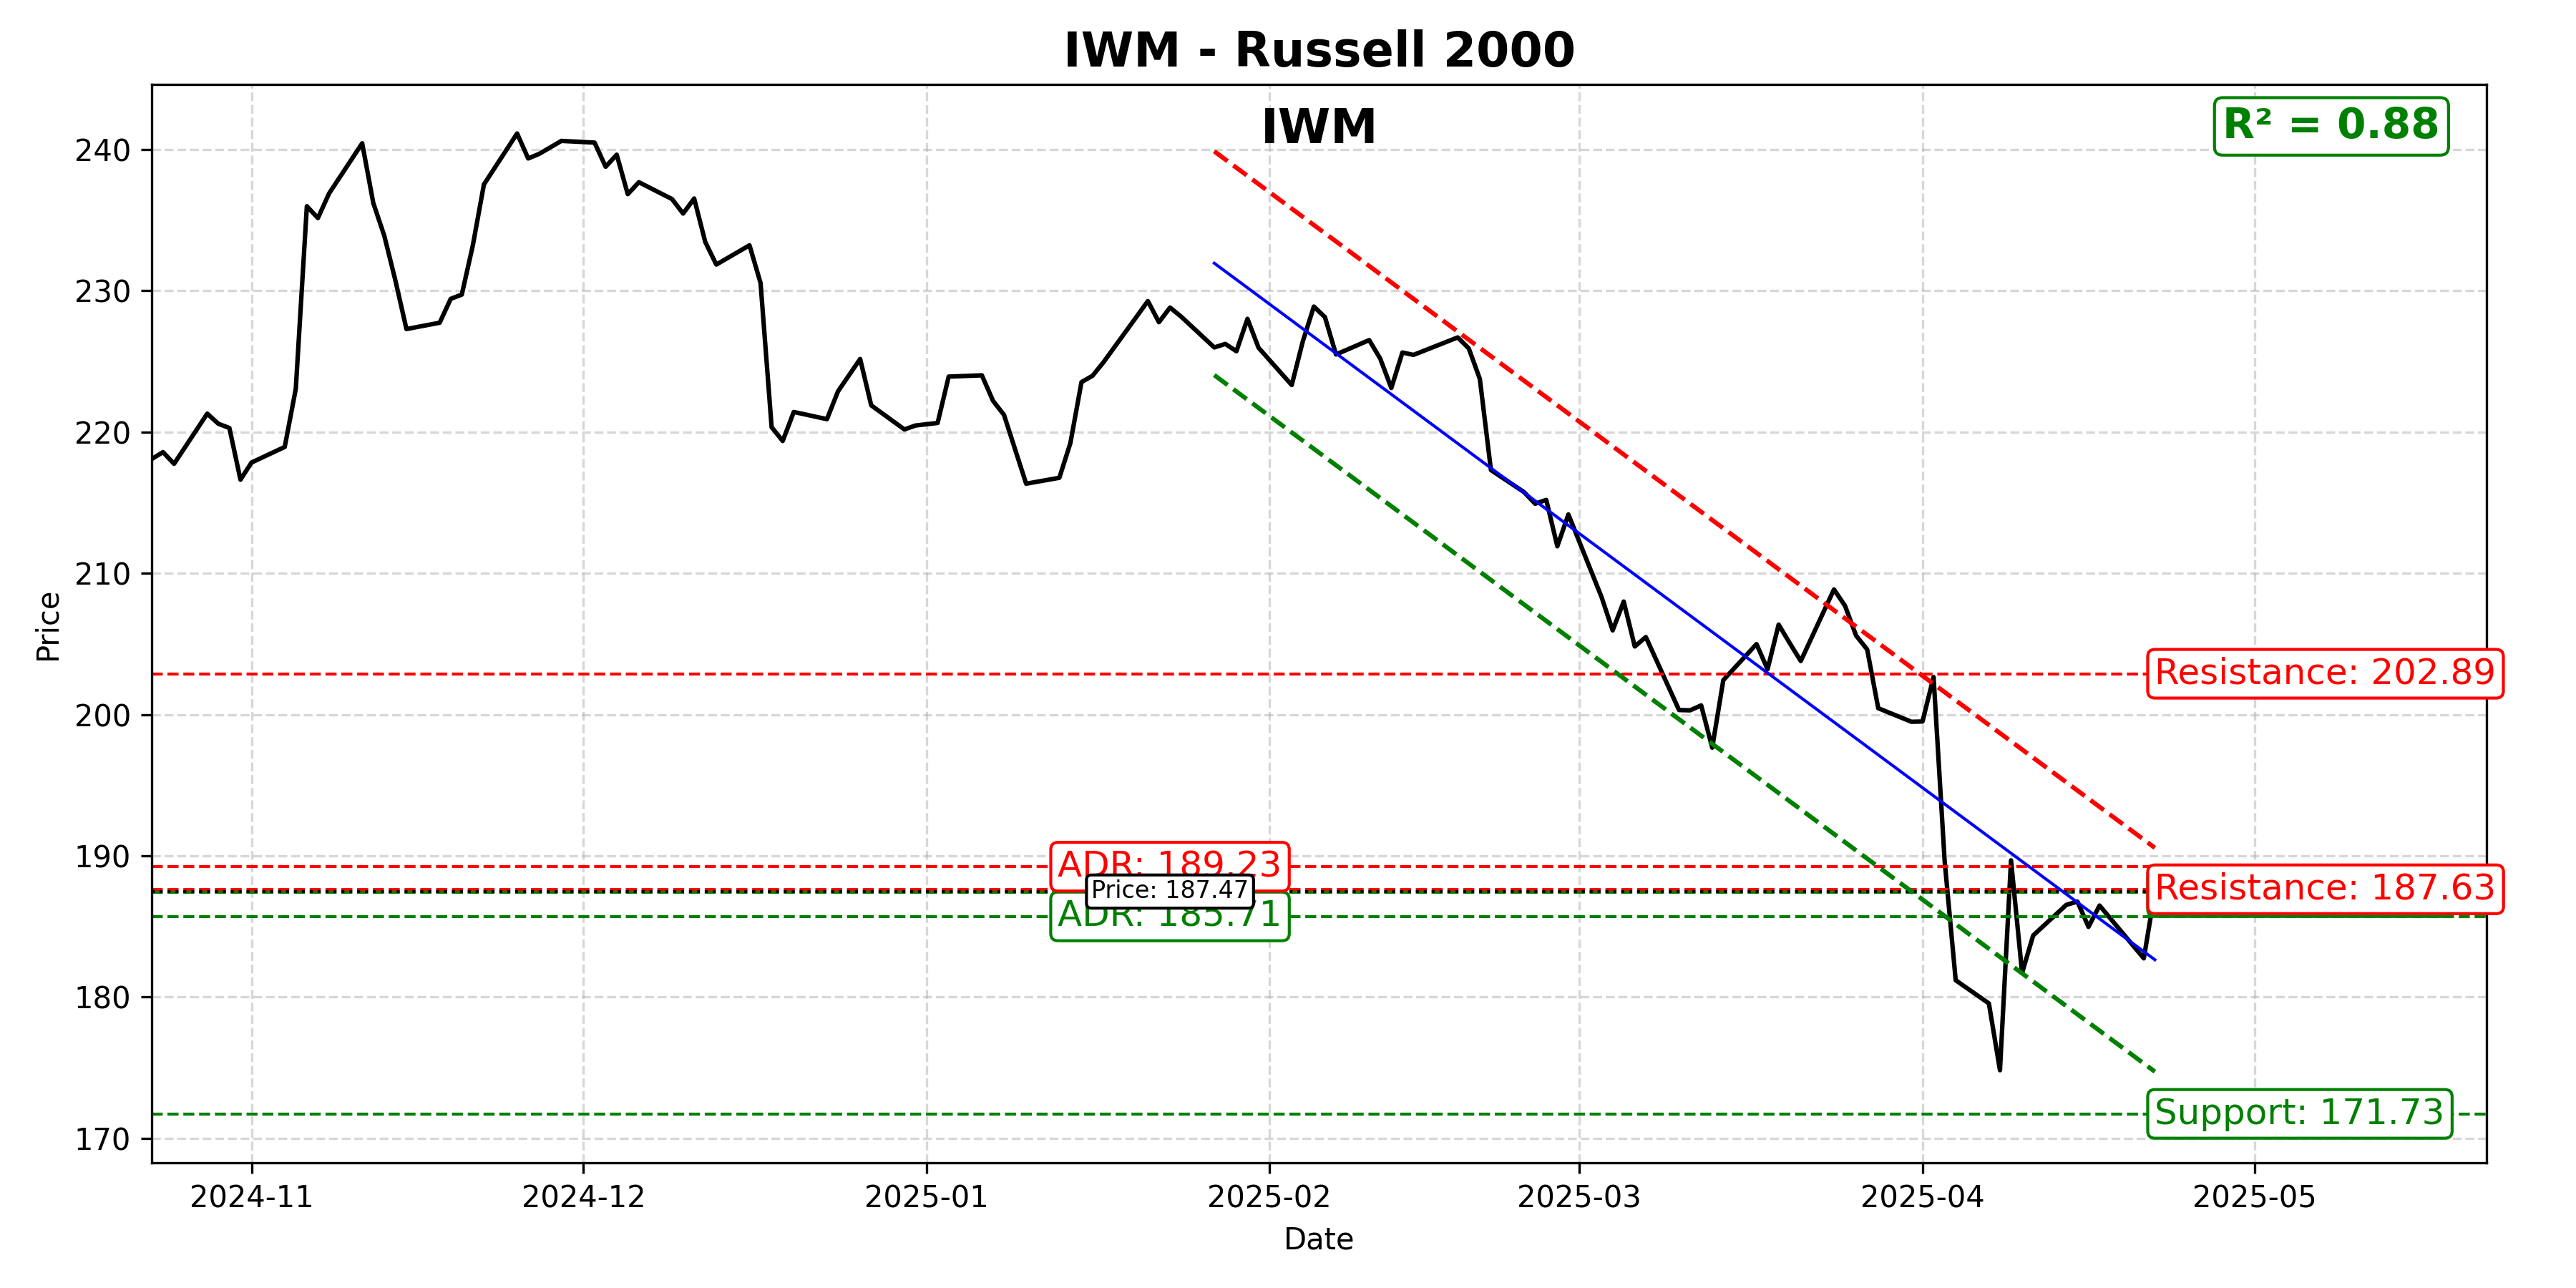 IWM - Russell 2000
IWM
R² = 0.88
240
230
220
210
200
190
180
170
Price
Resistance: 202.89
ADR: 189.23
Price: 187.47
Resistance: 187.63
ADR: 185.71
Support: 171.73
2024-11
2024-12
2025-01
2025-02
2025-03
2025-04
2025-05
Date